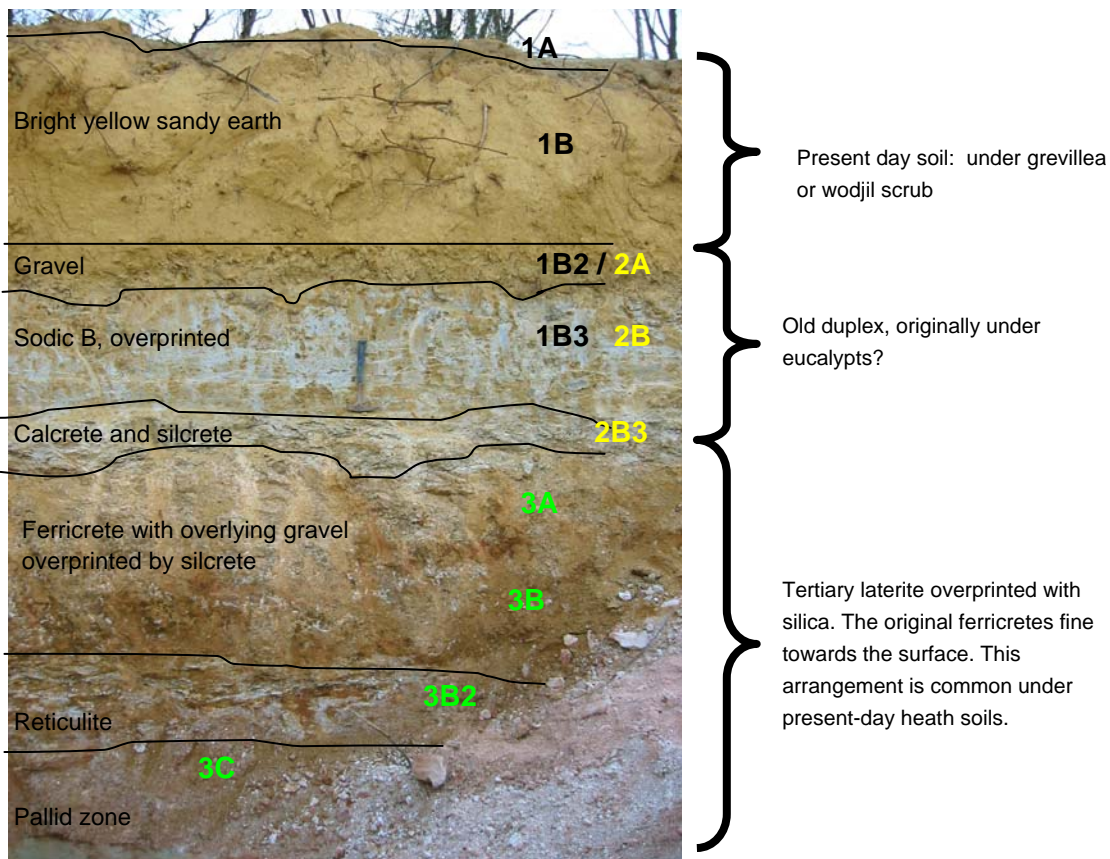 1A
Bright yellow sandy earth
1B
Present day soil: under grevillea
or wodjil scrub
Gravel
1B2 / 2A
Sodic B, overprinted
1B3 2B
Old duplex, originally under
eucalypts?
Calcrete and silcrete
2B3
3A
Ferricrete with overlying gravel
overprinted by silcrete
3B
Tertiary laterite overprinted with
silica. The original ferricretes fine
towards the surface. This
arrangement is common under
present-day heath soils.
3B2
Reticulite
3C
Pallid zone